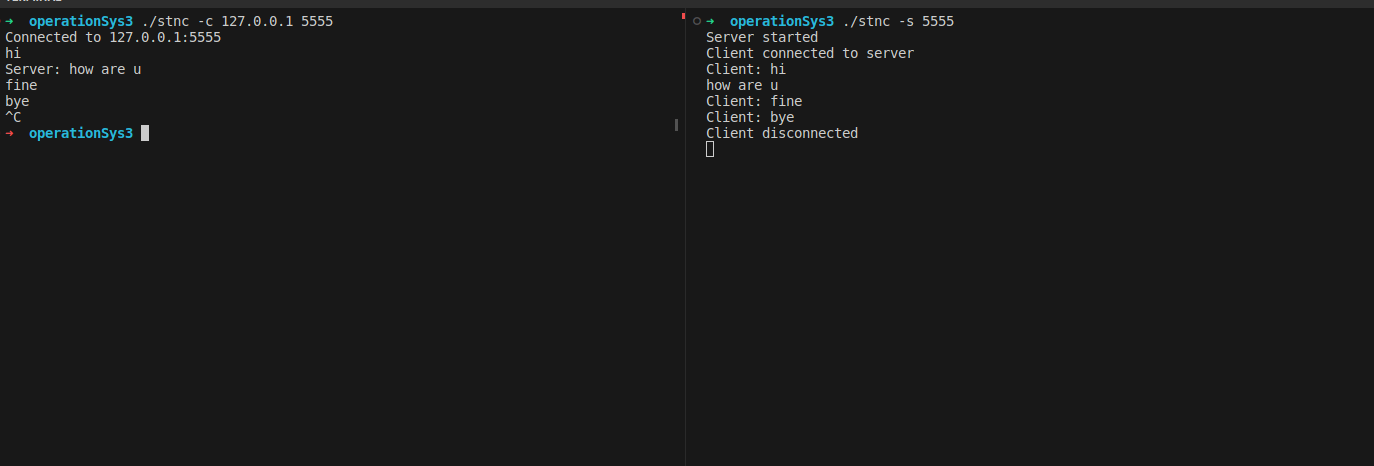 ➜  operationSys3 ./stnc -c 127.0.0.1 5555
Connected to 127.0.0.1:5555
hi
Server: how are u
fine
bye
^C
➜  operationSys3
➜  operationSys3 ./stnc -s 5555
Server started
Client connected to server
Client: hi
how are u
Client: fine
Client: bye
Client disconnected